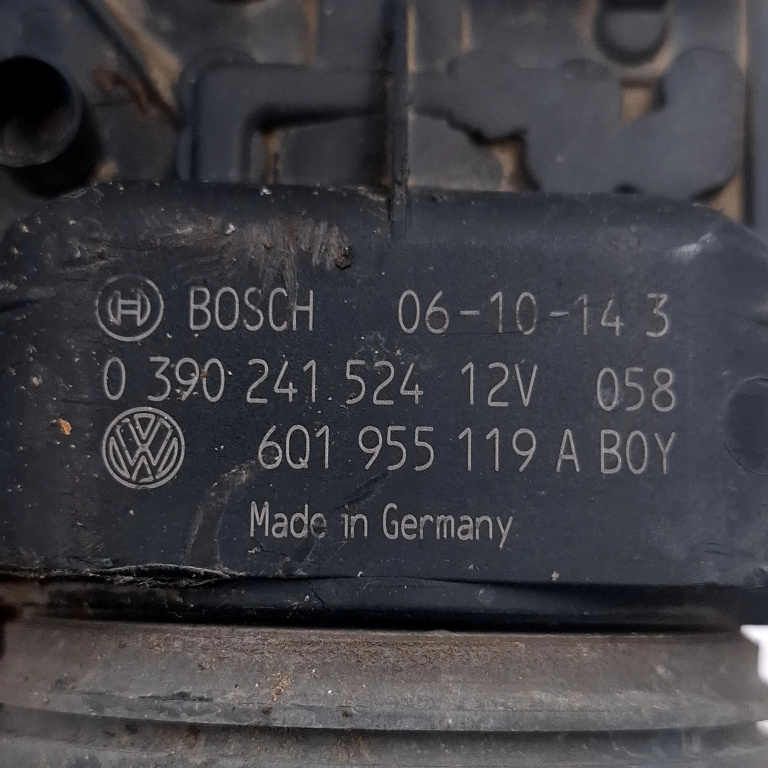 BOSCH 06-10-14 3
0 390 241 524 12V 058
6Q1 955 119 A BOY
Made in Germany